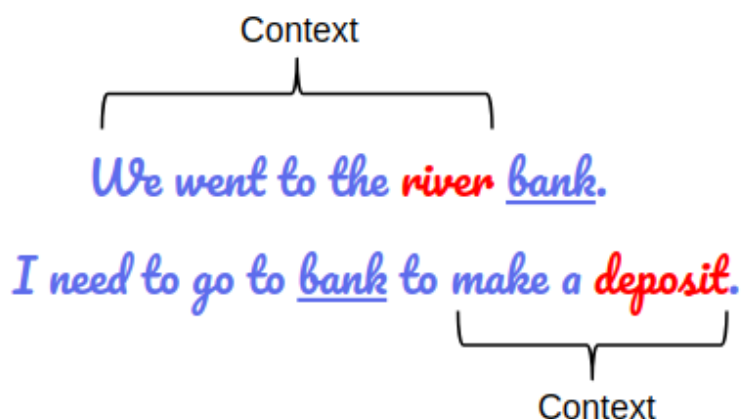 Context
We went to the river bank.
I need to go to bank to make a deposit.
Context